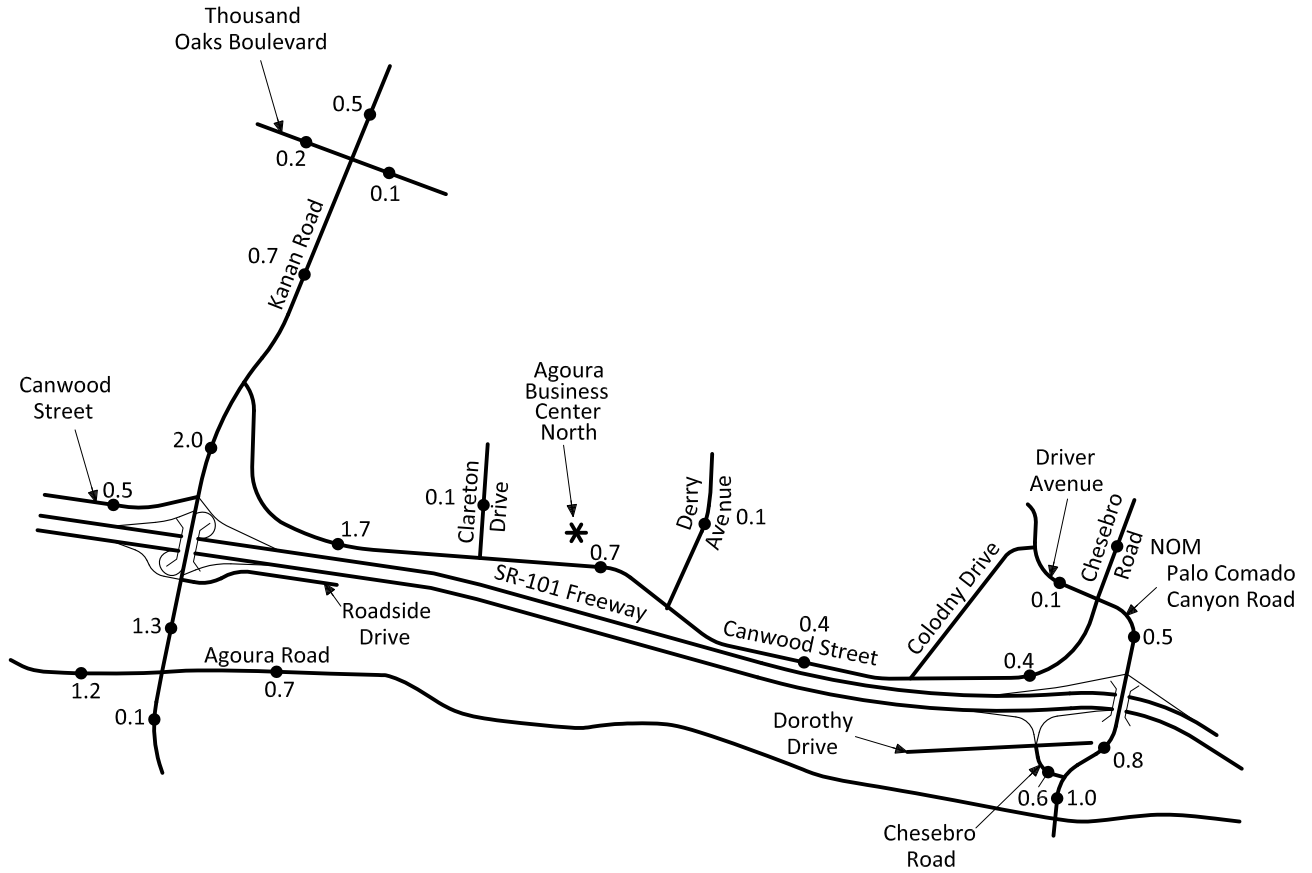 Thousand
Oaks Boulevard
0.5
0.2
0.1
Kanan Road
0.7
Canwood
Street
2.0
0.5
1.7
Clareton
Drive
0.1
Agoura
Business
Center
North
0.7
Derry
Avenue
0.1
SR-101 Freeway
Canwood Street
0.4
Colodny Drive
Driver
Avenue
0.1
Chesebro
Road
NOM
Palo Comado
Canyon Road
0.5
0.4
Roadside
Drive
1.3
Agoura Road
1.2
0.7
0.1
Dorothy
Drive
0.8
0.6
1.0
Chesebro
Road